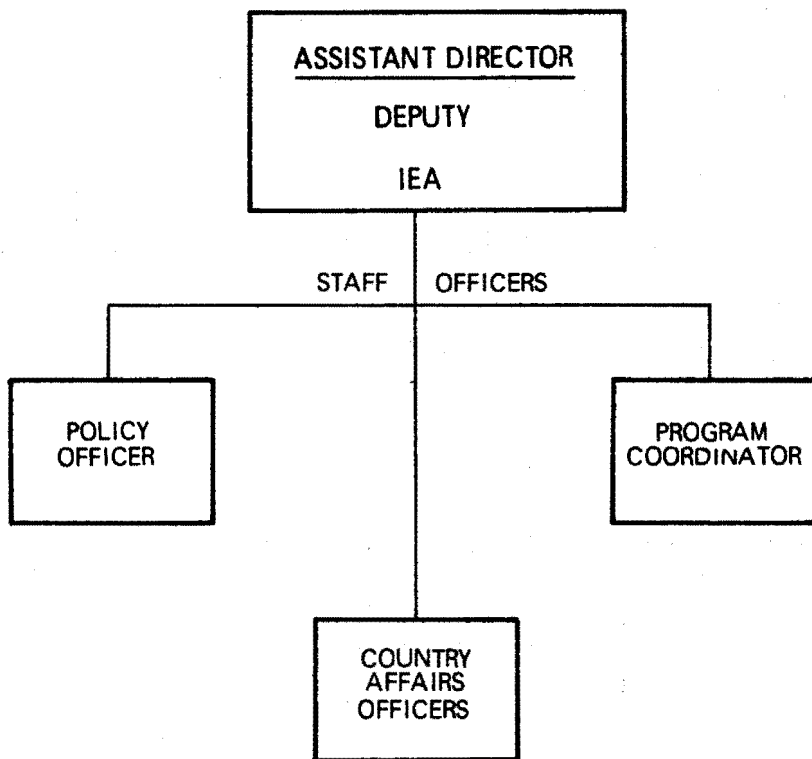 ASSISTANT DIRECTOR
DEPUTY
IEA
STAFF OFFICERS
POLICY
OFFICER
PROGRAM
COORDINATOR
COUNTRY
AFFAIRS
OFFICERS